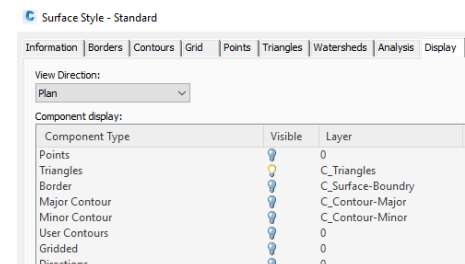 Surface Style - Standard
Information Borders Contours Grid Points Triangles Watersheds Analysis Display
View Direction:
Plan
Component display:
Component Type Visible Layer
Points 0
Triangles C_Triangles
Border C_Surface-Boundry
Major Contour C_Contour-Major
Minor Contour C_Contour-Minor
User Contours 0
Gridded 0
Directions 0